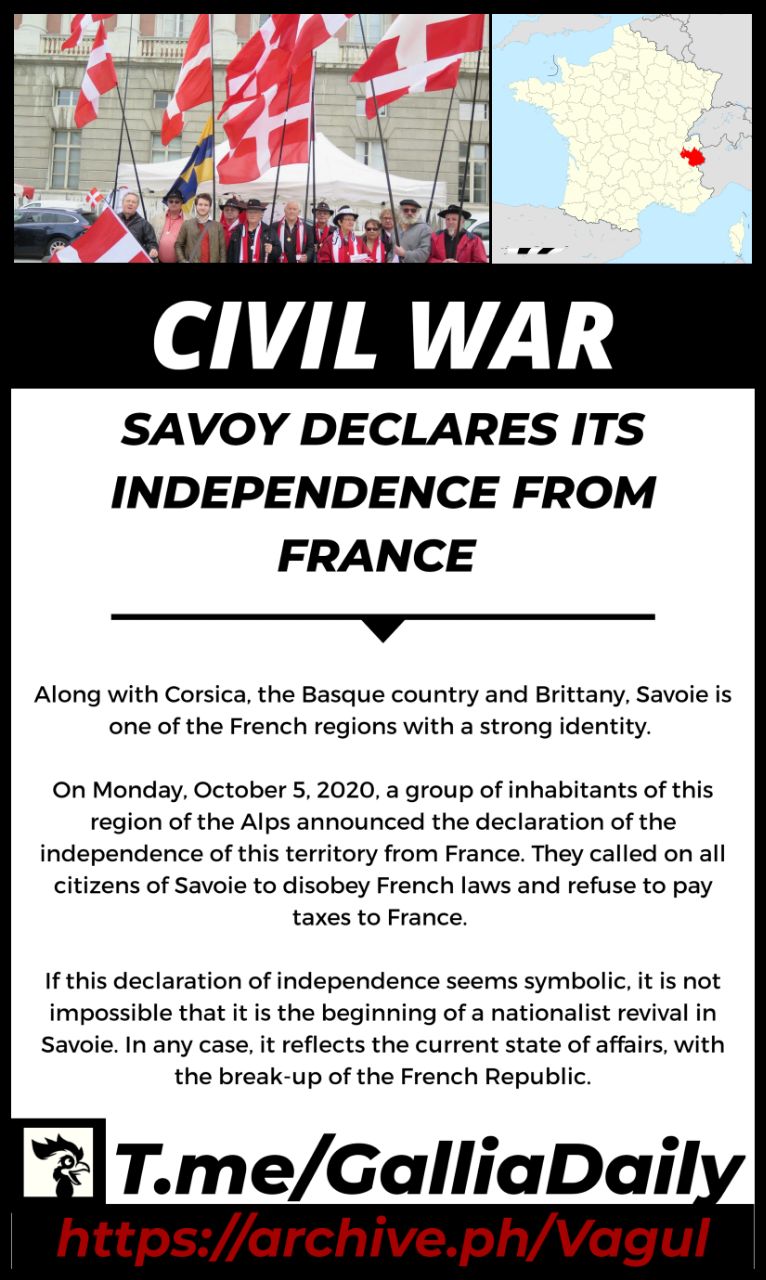 CIVIL WAR
SAVOY DECLARES ITS
INDEPENDENCE FROM
FRANCE
Along with Corsica, the Basque country and Brittany, Savoie is
one of the French regions with a strong identity.
On Monday, October 5, 2020, a group of inhabitants of this
region of the Alps announced the declaration of the
independence of this territory from France. They called on all
citizens of Savoie to disobey French laws and refuse to pay
taxes to France.
If this declaration of independence seems symbolic, it is not
impossible that it is the beginning of a nationalist revival in
Savoie. In any case, it reflects the current state of affairs, with
the break-up of the French Republic.
T.me/GalliaDaily
https://archive.ph/Vagul